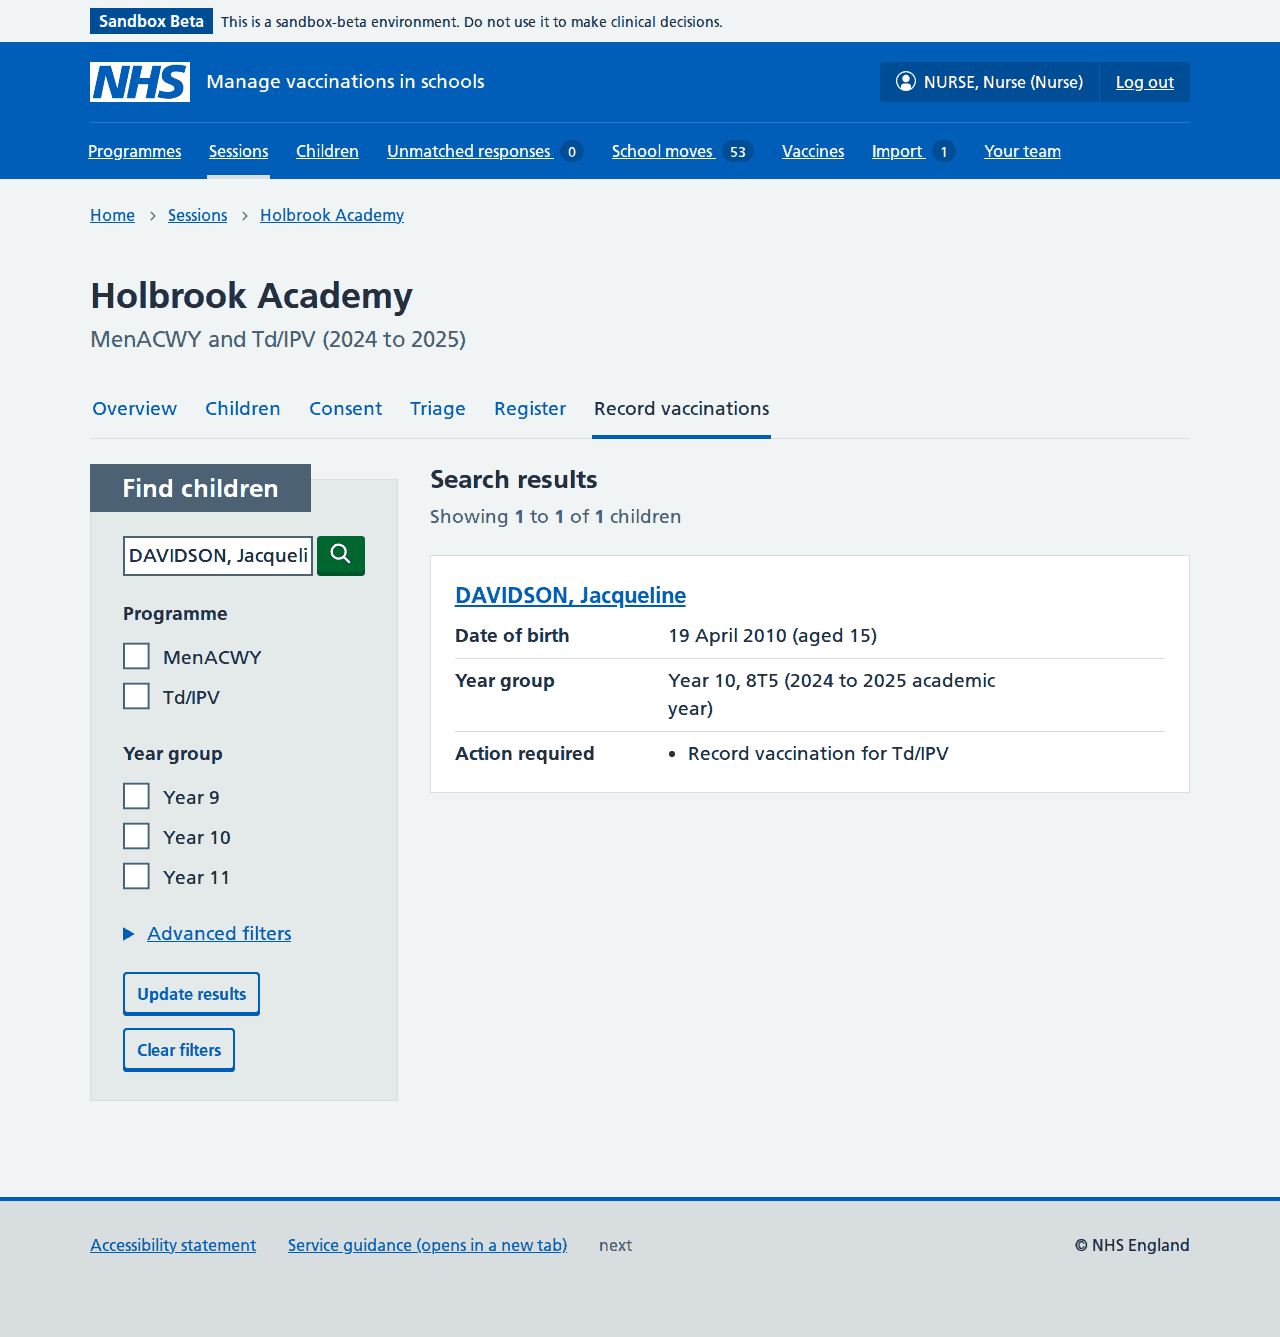 Sandbox Beta This is a sandbox-beta environment. Do not use it to make clinical decisions.
NHS Manage vaccinations in schools NURSE, Nurse (Nurse) Log out
Programmes Sessions Children Unmatched responses 0 School moves 53 Vaccines Import 1 Your team
Home Sessions Holbrook Academy
Holbrook Academy
MenACWY and Td/IPV (2024 to 2025)
Overview Children Consent Triage Register Record vaccinations
Find children
DAVIDSON, Jacqueli
Programme
MenACWY
Td/IPV
Year group
Year 9
Year 10
Year 11
Advanced filters
Update results
Clear filters
Search results
Showing 1 to 1 of 1 children
DAVIDSON, Jacqueline
Date of birth 19 April 2010 (aged 15)
Year group Year 10, 8T5 (2024 to 2025 academic
year)
Action required • Record vaccination for Td/IPV
Accessibility statement Service guidance (opens in a new tab) next © NHS England